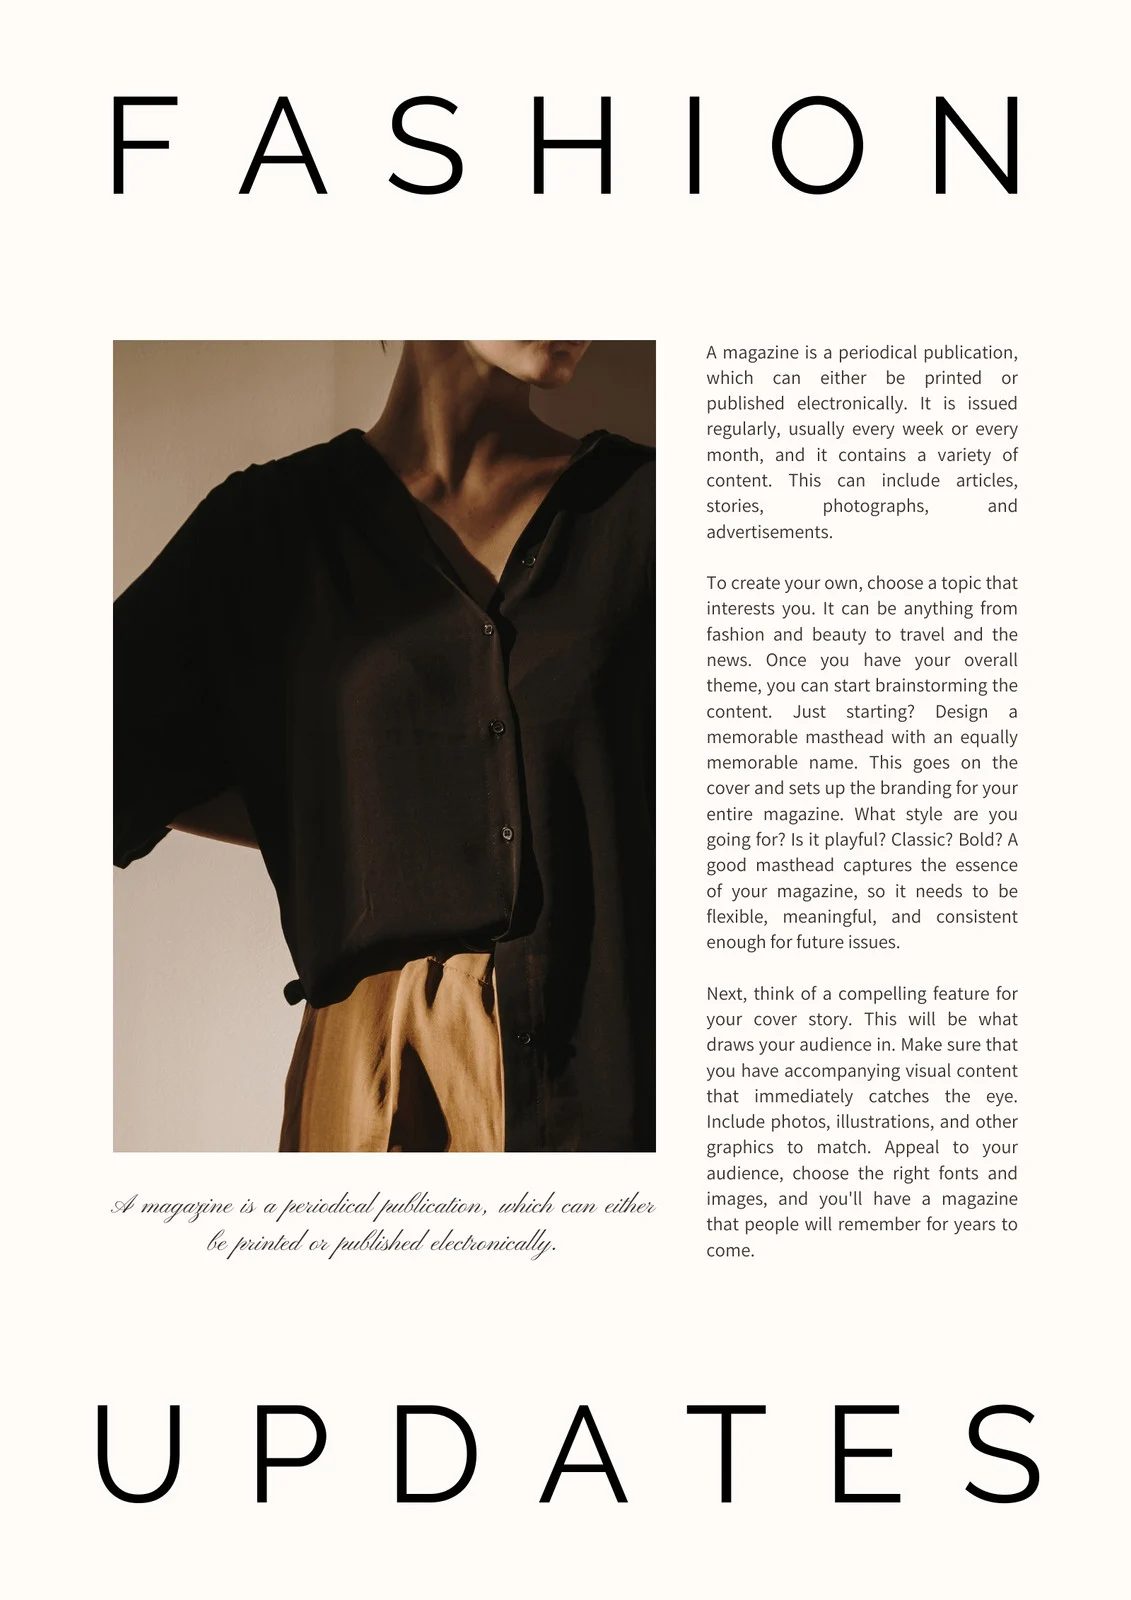 FASHION
A magazine is a periodical publication,
which can either be printed or
published electronically. It is issued
regularly, usually every week or every
month, and it contains a variety of
content. This can include articles,
stories, photographs, and
advertisements.
To create your own, choose a topic that
interests you. It can be anything from
fashion and beauty to travel and the
news. Once you have your overall
theme, you can start brainstorming the
content. Just starting? Design a
memorable masthead with an equally
memorable name. This goes on the
cover and sets up the branding for your
entire magazine. What style are you
going for? Is it playful? Classic? Bold? A
good masthead captures the essence
of your magazine, so it needs to be
flexible, meaningful, and consistent
enough for future issues.
Next, think of a compelling feature for
your cover story. This will be what
draws your audience in. Make sure that
you have accompanying visual content
that immediately catches the eye.
Include photos, illustrations, and other
graphics to match. Appeal to your
audience, choose the right fonts and
images, and you'll have a magazine
that people will remember for years to
come.
A magazine is a periodical publication, which can either
be printed or published electronically.
UPDATES